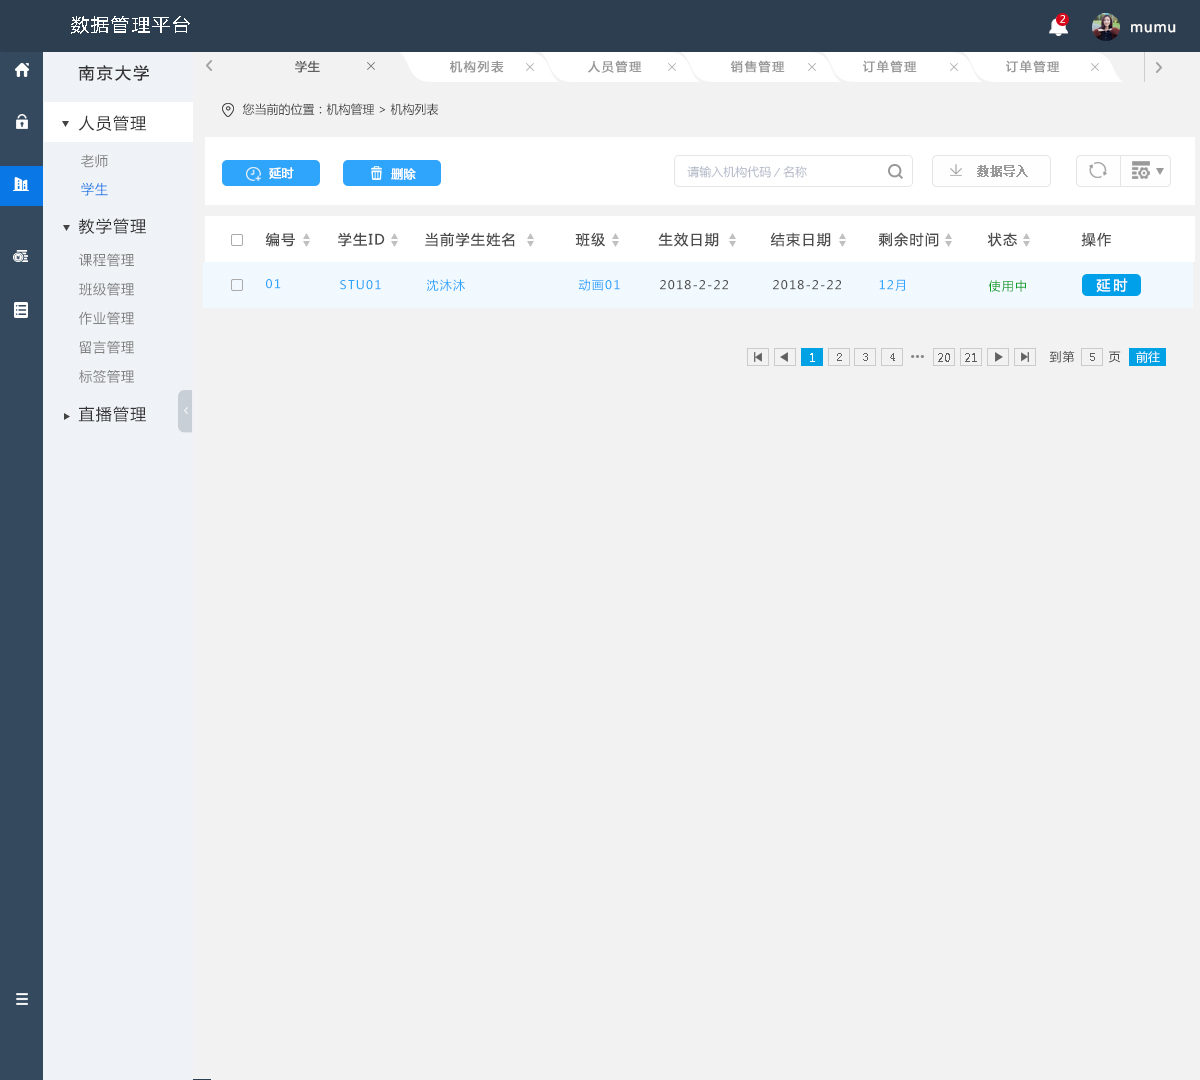 数据管理平台
2
mumu
南京大学
人员管理
老师
学生
教学管理
课程管理
班级管理
作业管理
留言管理
标签管理
直播管理
学生 机构列表 人员管理 销售管理 订单管理 订单管理
您当前的位置：机构管理 > 机构列表
延时 删除 请输入机构代码 / 名称 数据导入
编号 学生ID 当前学生姓名 班级 生效日期 结束日期 剩余时间 状态 操作
01 STU01 沈沐沐 动画01 2018-2-22 2018-2-22 12月 使用中 延时
1 2 3 4 ••• 20 21 到第 5 页 前往